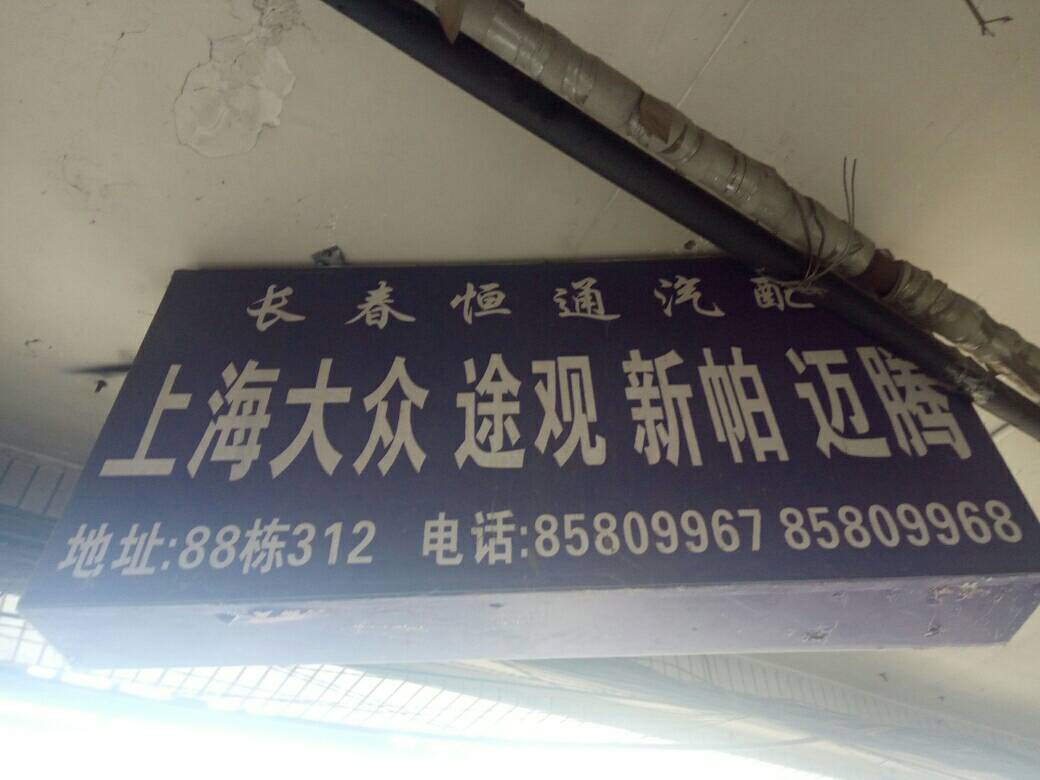 长春恒通汽配
上海大众 途观 新帕 迈腾
地址:88栋312 电话:85809967 85809968